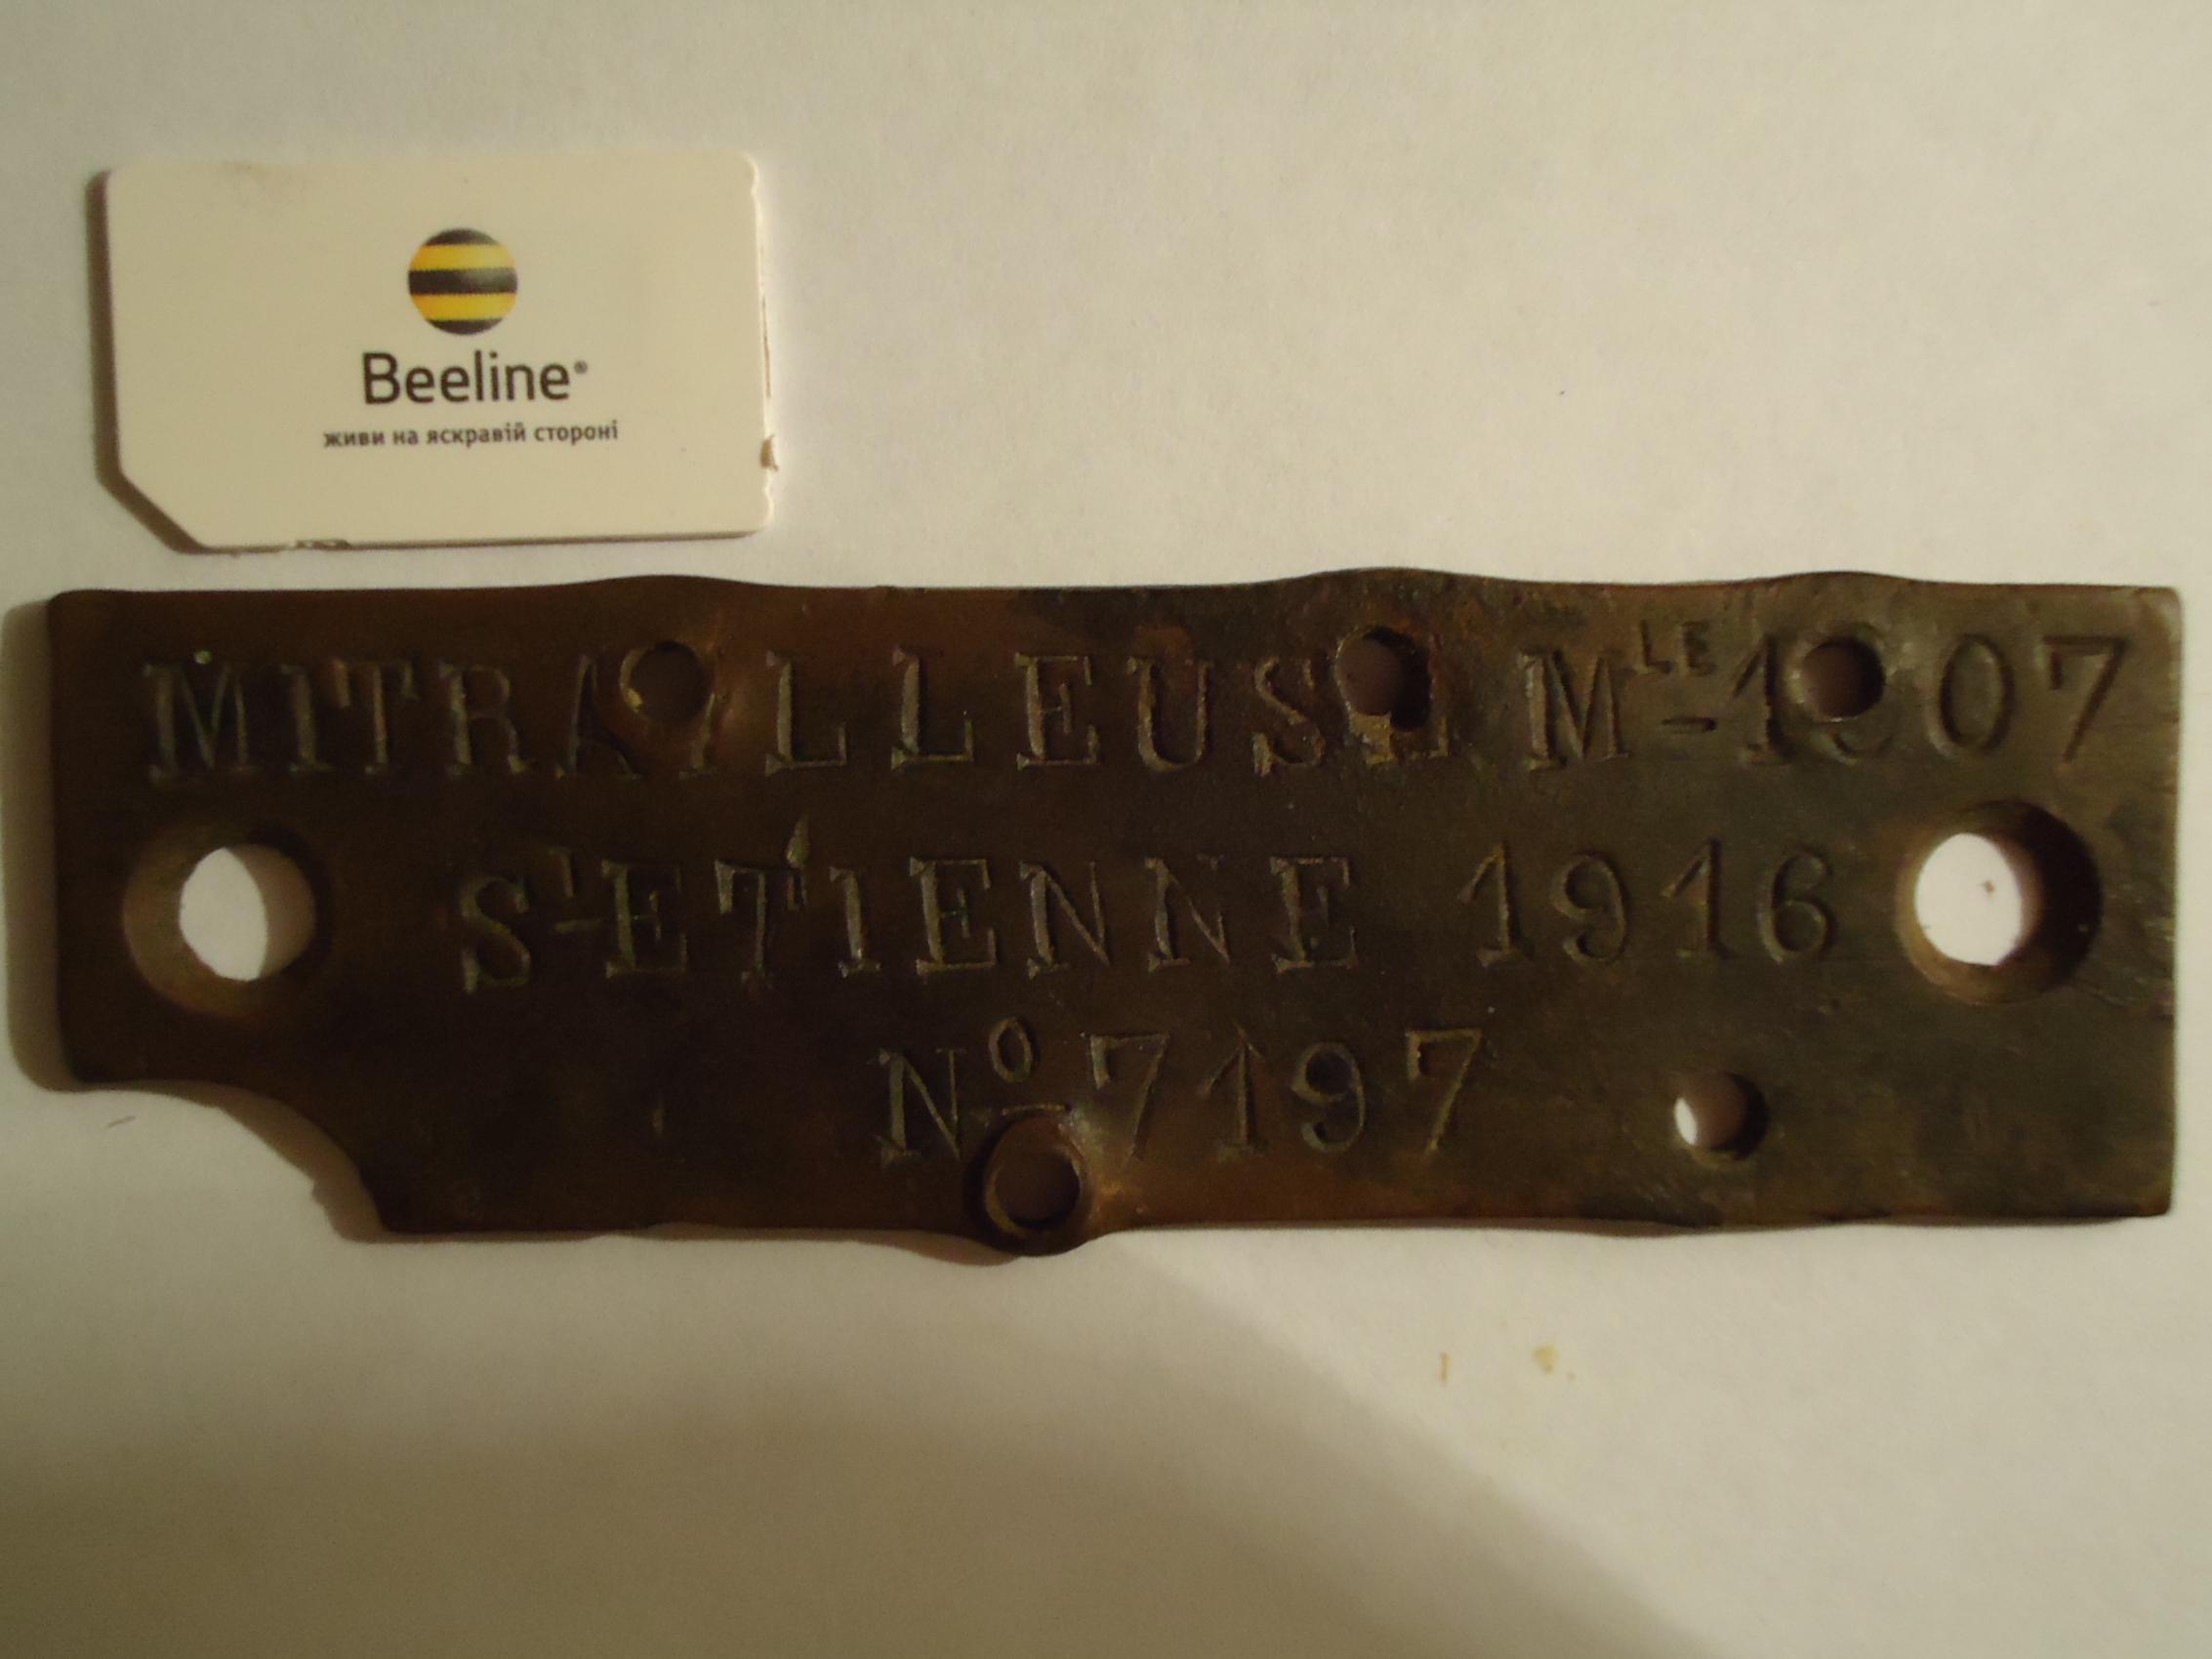 Beeline®
живи на яскравій стороні
MITRAILLEUSE MLE 1907
ST ETIENNE 1916
No 7197